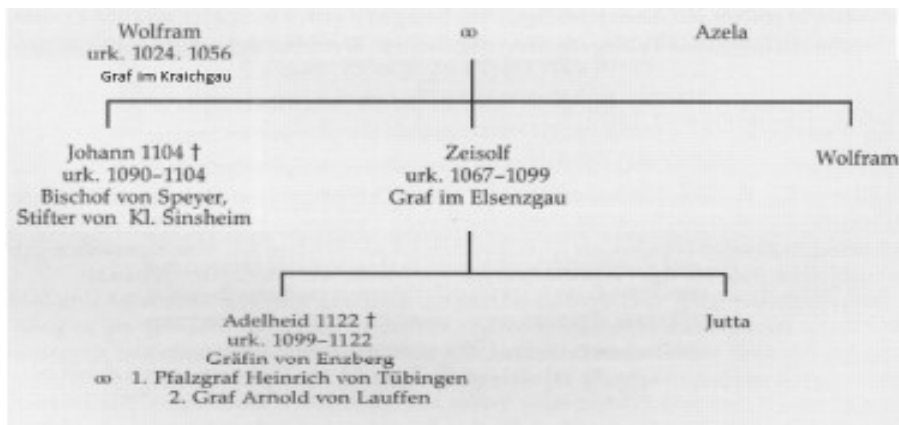 Wolfram
urk. 1024. 1056
Graf im Kraichgau
∞
Azela
Johann 1104 †
urk. 1090–1104
Bischof von Speyer,
Stifter von Kl. Sinsheim
Zeisolf
urk. 1067–1099
Graf im Elsenzgau
Wolfram
Adelheid 1122 †
urk. 1099–1122
Gräfin von Enzberg
∞ 1. Pfalzgraf Heinrich von Tübingen
2. Graf Arnold von Lauffen
Jutta